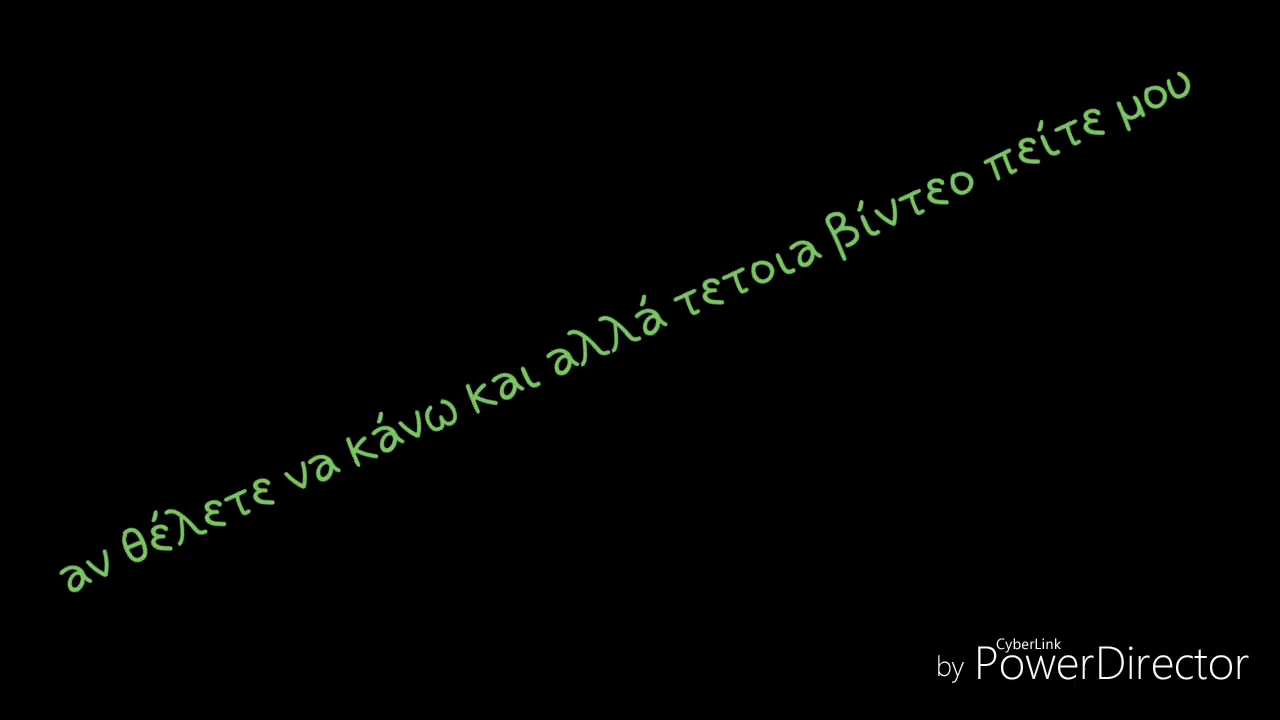 αν θέλετε να κάνω και αλλά τετοια βίντεο πείτε μου
CyberLink
by PowerDirector